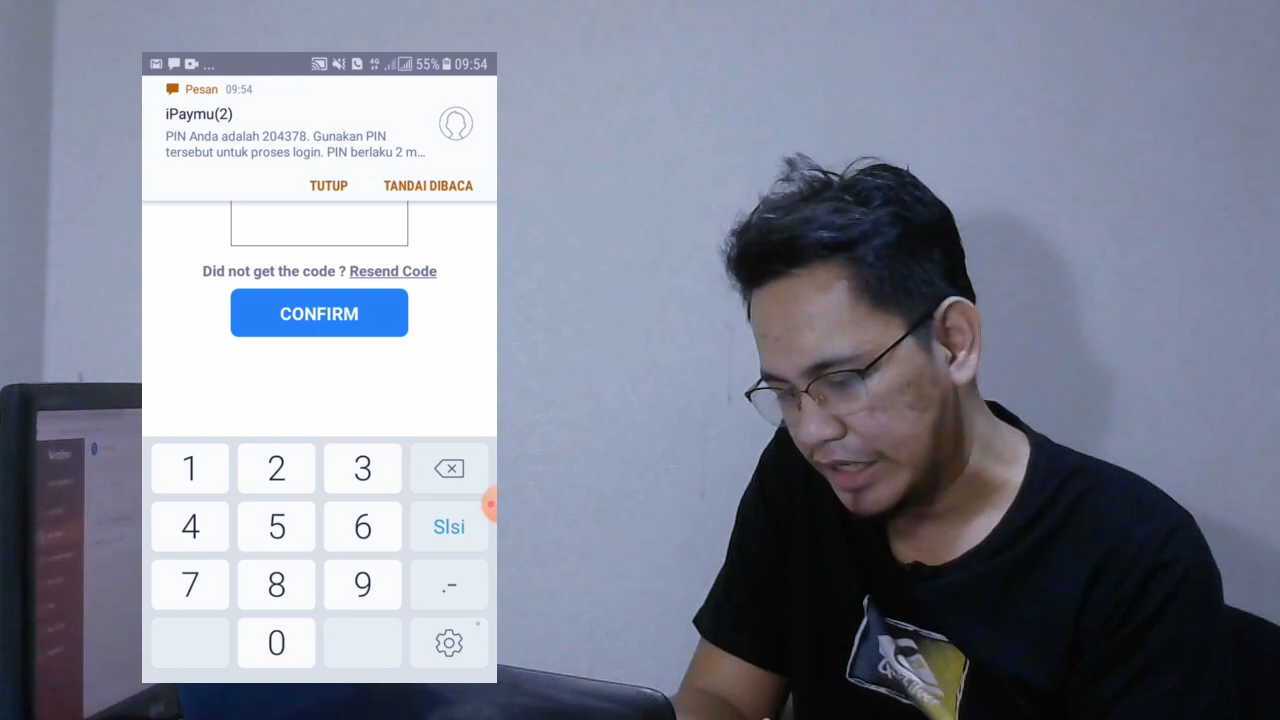 ... 4G 55% 09:54
Pesan 09:54
iPaymu(2)
PIN Anda adalah 204378. Gunakan PIN
tersebut untuk proses login. PIN berlaku 2 m...
TUTUP TANDAI DIBACA
Did not get the code ? Resend Code
CONFIRM
1 2 3
4 5 6 Slsi
7 8 9 .-
0